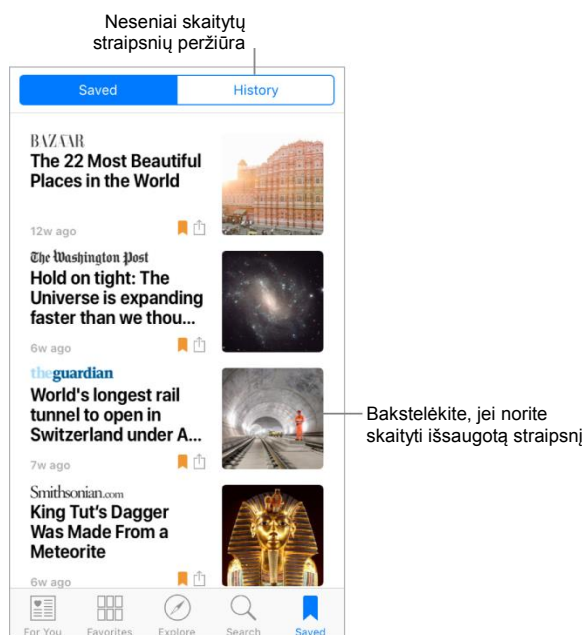 Neseniai skaitytų
straipsnių peržiūra
Saved
History
BAZAAR
The 22 Most Beautiful
Places in the World
12w ago
The Washington Post
Hold on tight: The
Universe is expanding
faster than we thou...
6w ago
theguardian
World's longest rail
tunnel to open in
Switzerland under A...
7w ago
Bakstelėkite, jei norite
skaityti išsaugotą straipsnį
Smithsonian.com
King Tut's Dagger
Was Made From a
Meteorite
6w ago
For You
Favorites
Explore
Search
Saved